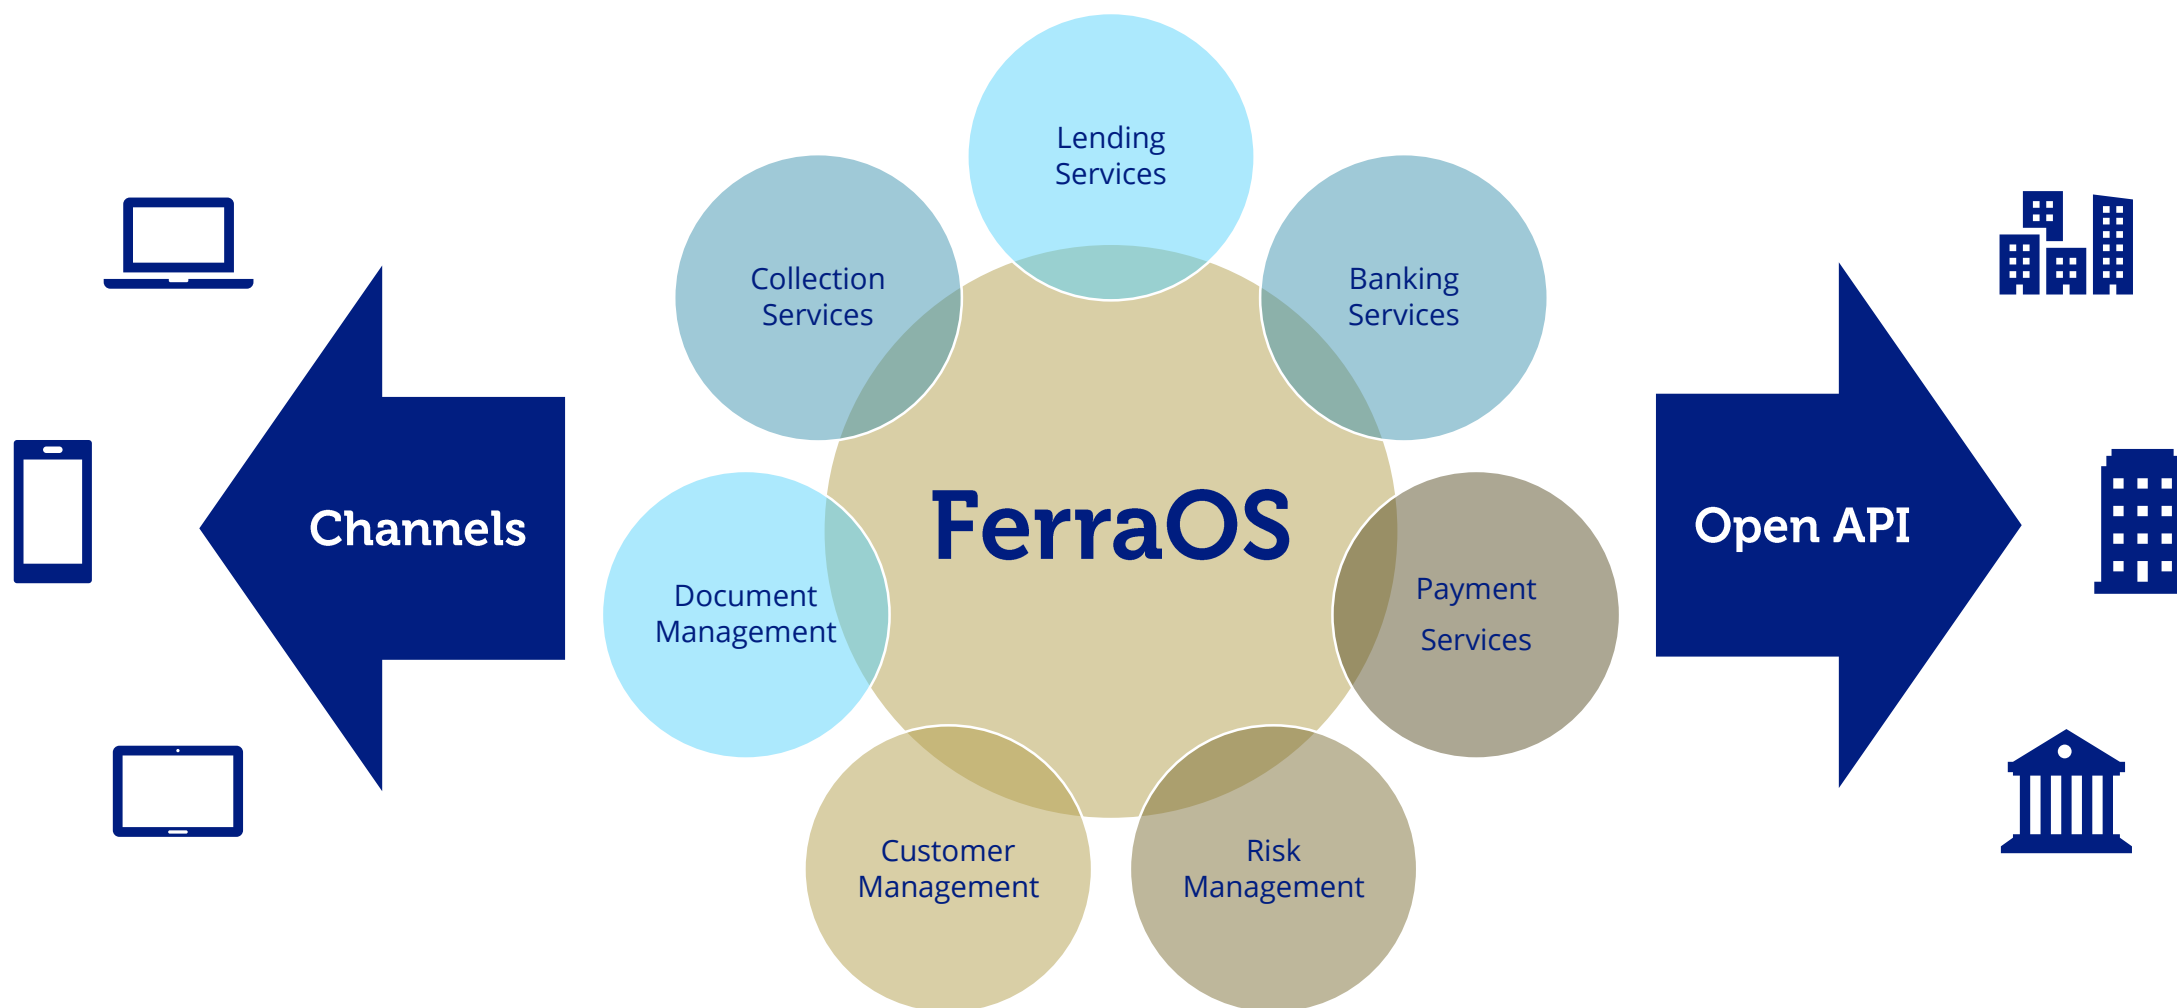 Lending
Services
Collection
Services
Banking
Services
Channels
FerraOS
Open API
Document
Management
Payment
Services
Customer
Management
Risk
Management